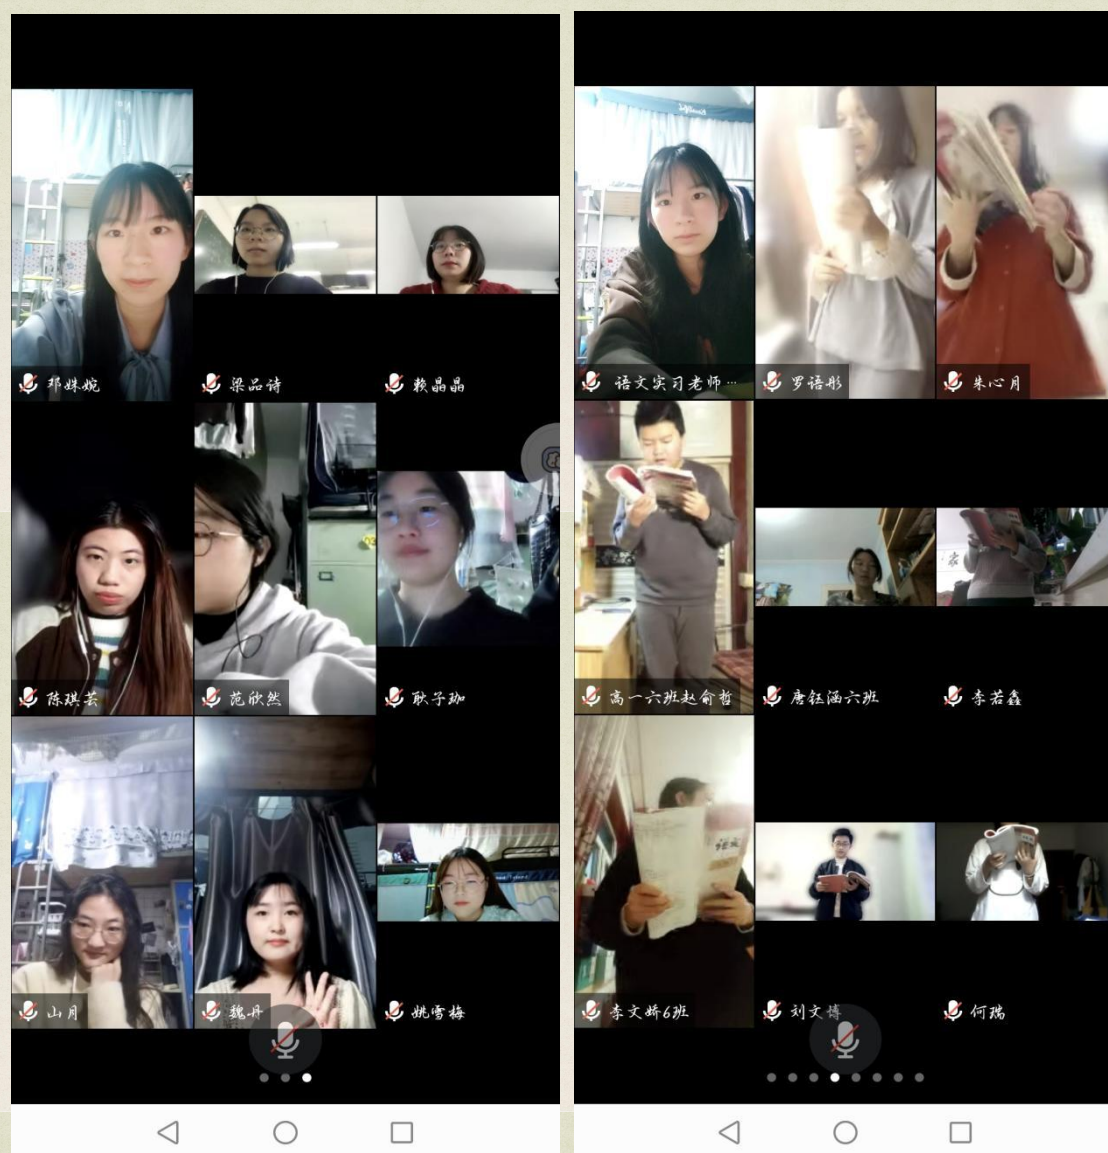 邓姝婉
梁品诗
赖晶晶
陈琪芸
范欣然
耿子珈
山月
魏丹
姚雪梅
语文实习老师…
罗语彤
朱心月
高一六班赵俞哲
唐钰涵六班
李若鑫
李文娇6班
刘文博
何瑞
语文